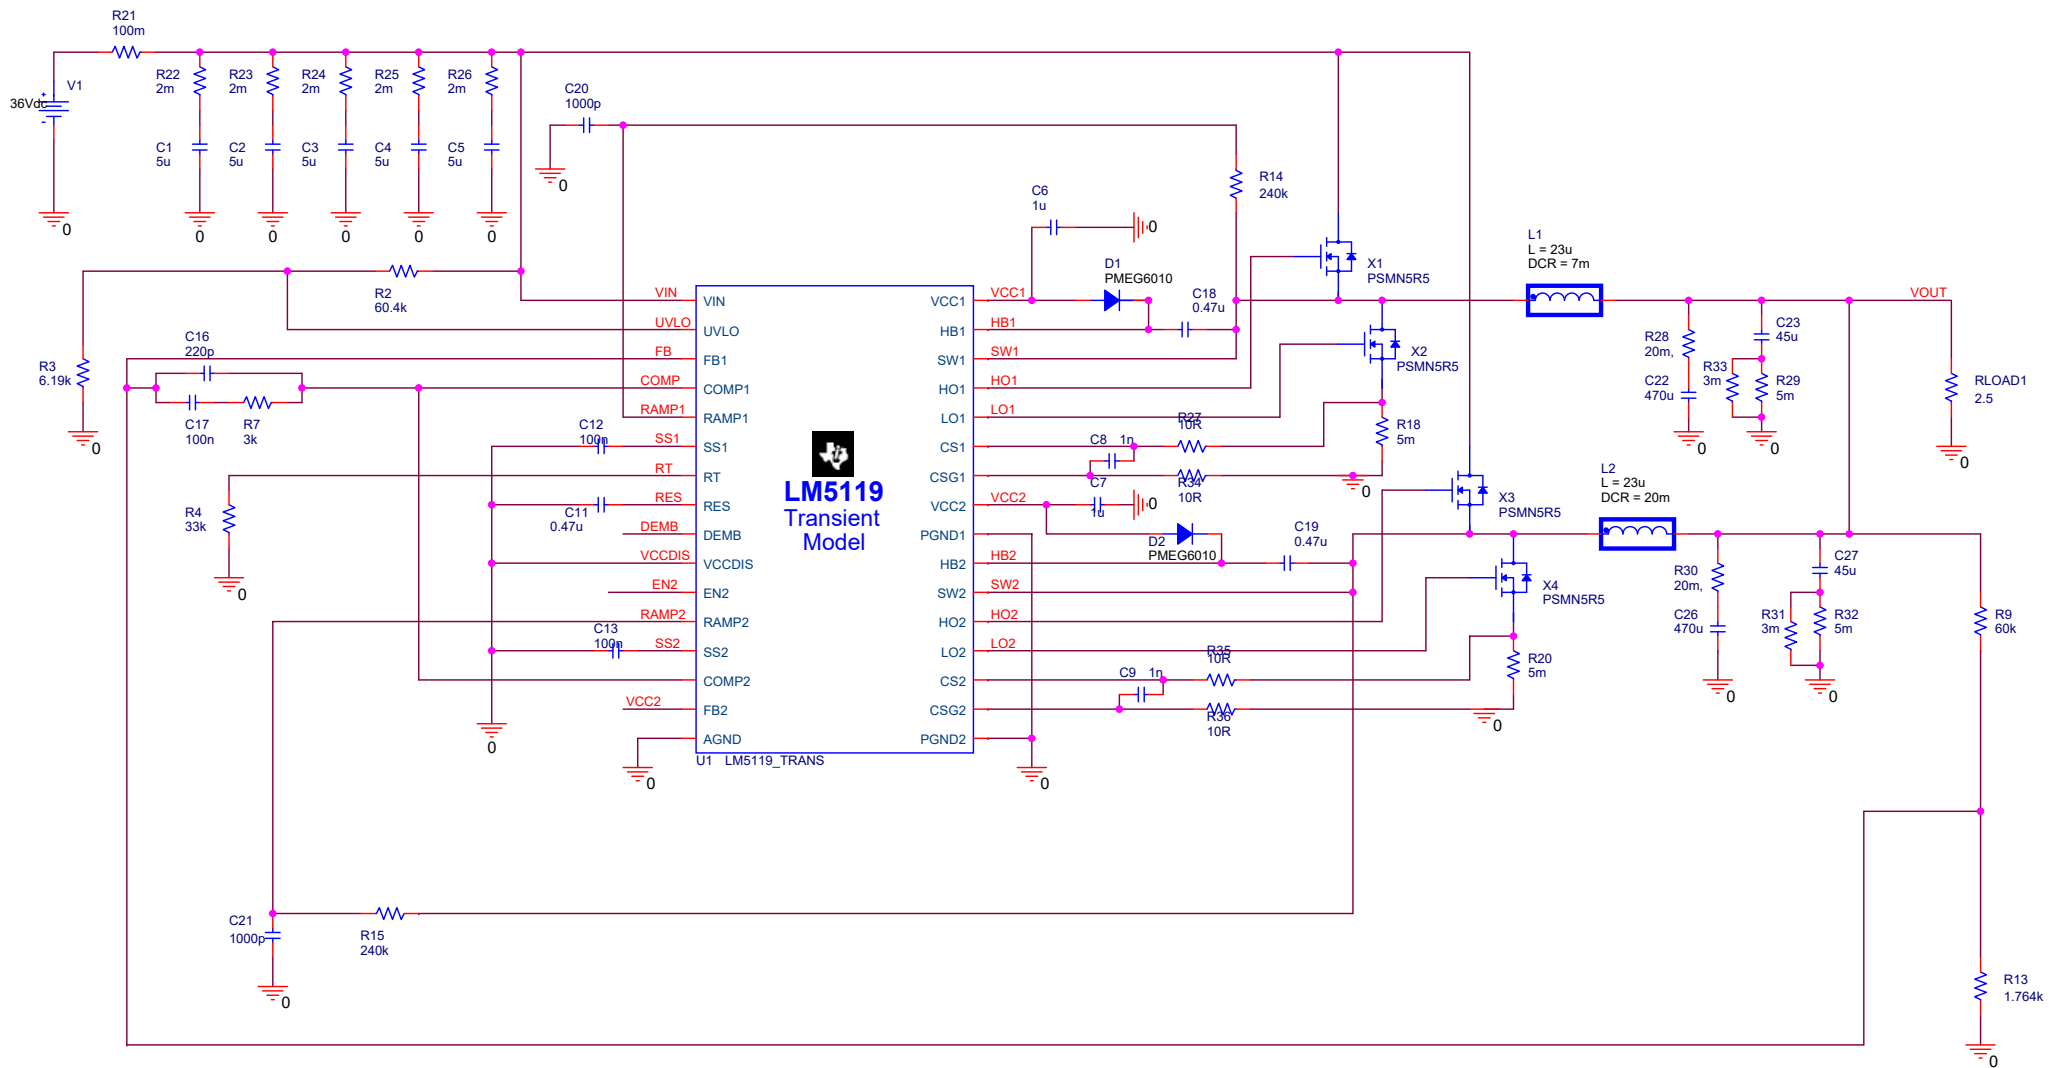 R21
100m
V1
36Vdc
0
R22
2m
R23
2m
R24
2m
R25
2m
R26
2m
C1
5u
C2
5u
C3
5u
C4
5u
C5
5u
0
0
0
0
0
C20
1000p
0
R14
240k
C6
1u
0
D1
PMEG6010
C18
0.47u
X1
PSMN5R5
X2
PSMN5R5
L1
L = 23u
DCR = 7m
VOUT
R28
20m,
C22
470u
0
C23
45u
R33
3m
R29
5m
0
RLOAD1
2.5
0
R2
60.4k
R3
6.19k
0
C16
220p
C17
100n
R7
3k
R4
33k
0
C12
100n
C11
0.47u
C13
100n
0
VIN
UVLO
FB
COMP
RAMP1
SS1
RT
RES
DEMB
VCCDIS
EN2
RAMP2
SS2
VCC2
VIN
UVLO
FB1
COMP1
RAMP1
SS1
RT
RES
DEMB
VCCDIS
EN2
RAMP2
SS2
COMP2
FB2
AGND
LM5119
Transient
Model
VCC1
HB1
SW1
HO1
LO1
CS1
CSG1
VCC2
PGND1
HB2
SW2
HO2
LO2
CS2
CSG2
PGND2
U1 LM5119_TRANS
VCC1
HB1
SW1
HO1
LO1
VCC2
HB2
SW2
HO2
LO2
0
0
C8
1n
R27
10R
R34
10R
R18
5m
0
C7
1u
0
D2
PMEG6010
C19
0.47u
X3
PSMN5R5
X4
PSMN5R5
L2
L = 23u
DCR = 20m
C9
1n
R35
10R
R36
10R
R20
5m
0
R30
20m,
C26
470u
0
C27
45u
R31
3m
R32
5m
0
R9
60k
C21
1000p
0
R15
240k
R13
1.764k
0